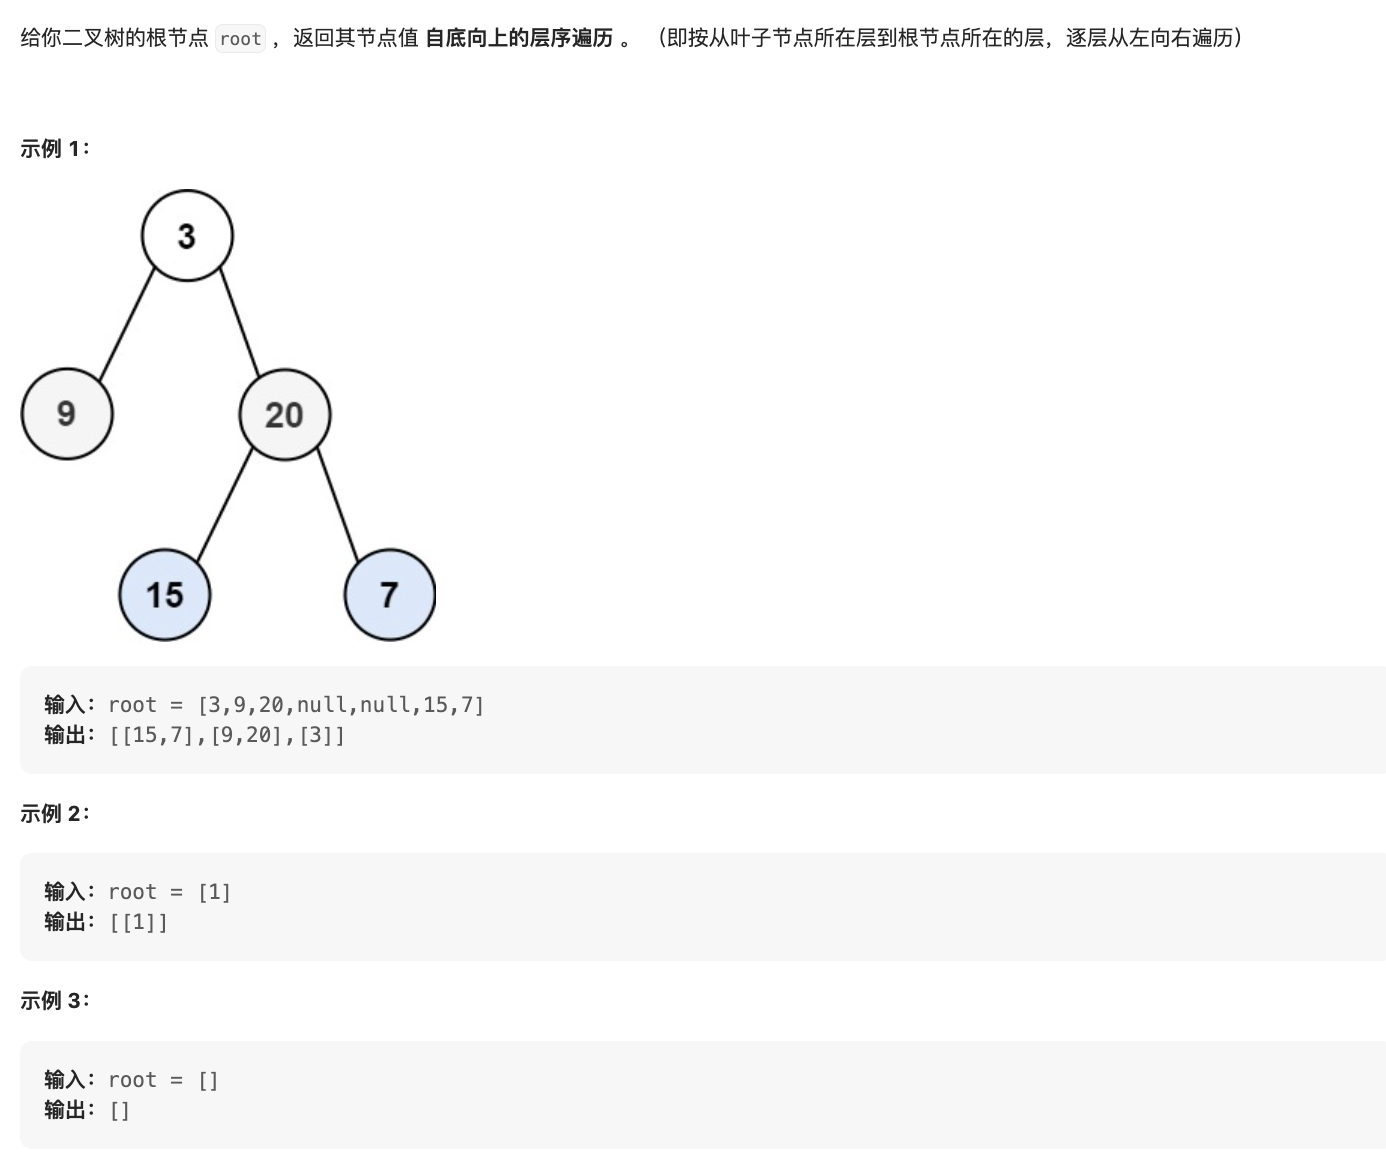 给你二叉树的根节点 root ，返回其节点值 自底向上的层序遍历 。 （即按从叶子节点所在层到根节点所在的层，逐层从左向右遍历）
示例 1：
3
9
20
15
7
输入：root = [3,9,20,null,null,15,7]
输出：[[15,7],[9,20],[3]]
示例 2：
输入：root = [1]
输出：[[1]]
示例 3：
输入：root = []
输出：[]